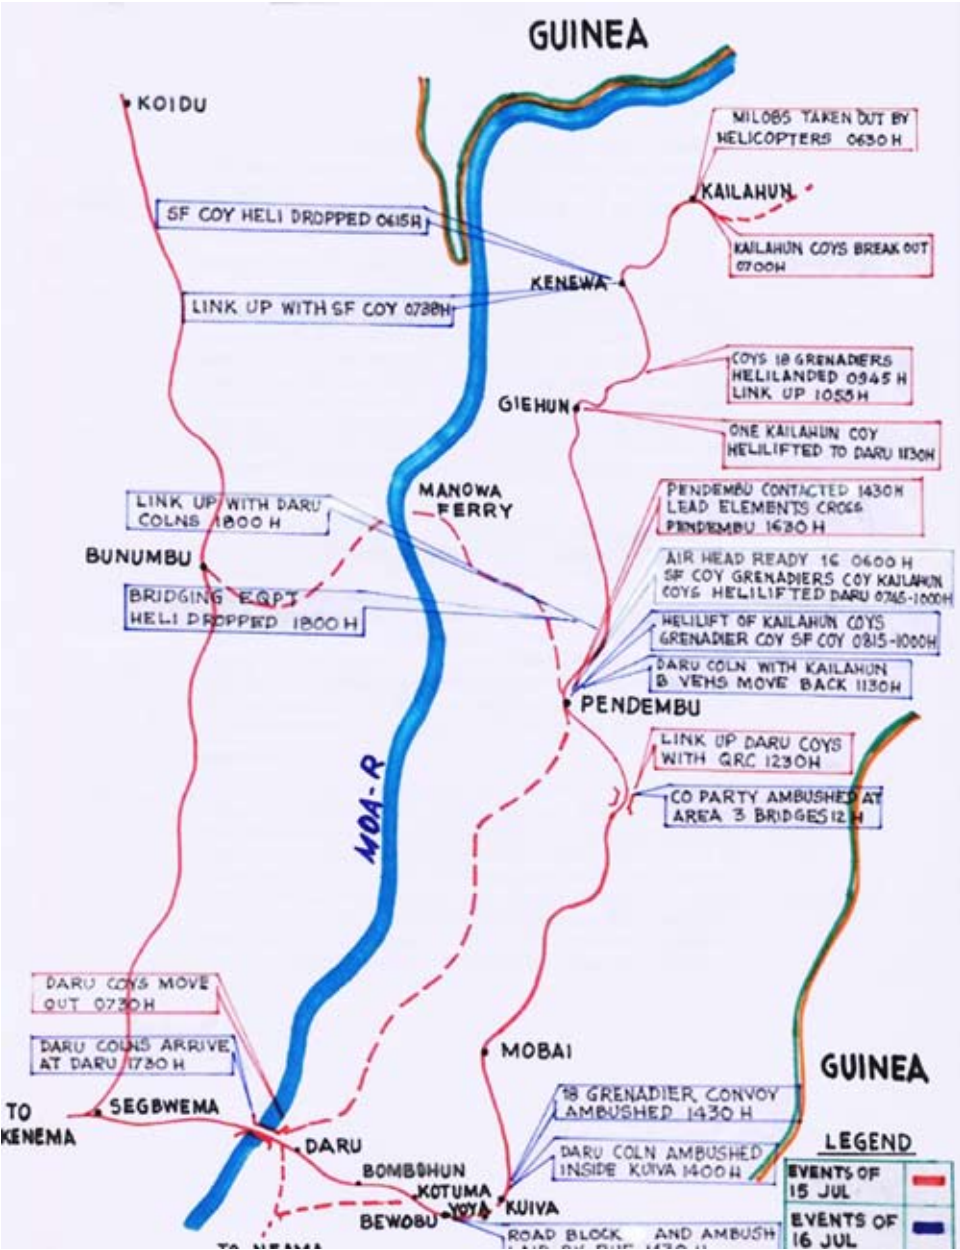 GUINEA
KOIDU
MILOBS TAKEN OUT BY
HELICOPTERS 0630 H
KAILAHUN
SF COY HELI DROPPED 0615H
KAILAHUN COYS BREAK OUT
0700H
KENEWA
LINK UP WITH SF COY 0738H
COYS 18 GRENADIERS
HELILANDED 0945 H
LINK UP 1055H
GIEHUN
ONE KAILAHUN COY
HELILIFTED TO DARU 1130H
MANOWA
FERRY
LINK UP WITH DARU
COLNS 1800 H
PENDEMBU CONTACTED 1430H
LEAD ELEMENTS CROSS
PENDEMBU 1630 H
BUNUMBU
AIR HEAD READY 16 0600 H
SF COY GRENADIERS COY KAILAHUN
COYS HELILIFTED DARU 0745-1000H
BRIDGING EQPT
HELI DROPPED 1800 H
HELILIFT OF KAILAHUN COYS
GRENADIER COY SF COY 0815-1000H
DARU COLN WITH KAILAHUN
B VEHS MOVE BACK 1130H
PENDEMBU
LINK UP DARU COYS
WITH QRC 1230H
MOA-R
CO PARTY AMBUSHED AT
AREA 3 BRIDGES 12 H
DARU COYS MOVE
OUT 0730 H
DARU COLNS ARRIVE
AT DARU 1730 H
MOBAI
GUINEA
18 GRENADIER CONVOY
AMBUSHED 1430 H
TO
KENEMA
SEGBWEMA
DARU
DARU COLN AMBUSHED
INSIDE KUIVA 1400 H
BOMBOHUN
KOTUMA
YOYA
KUIVA
BEWOBU
LEGEND
EVENTS OF
15 JUL
EVENTS OF
16 JUL
ROAD BLOCK AND AMBUSH